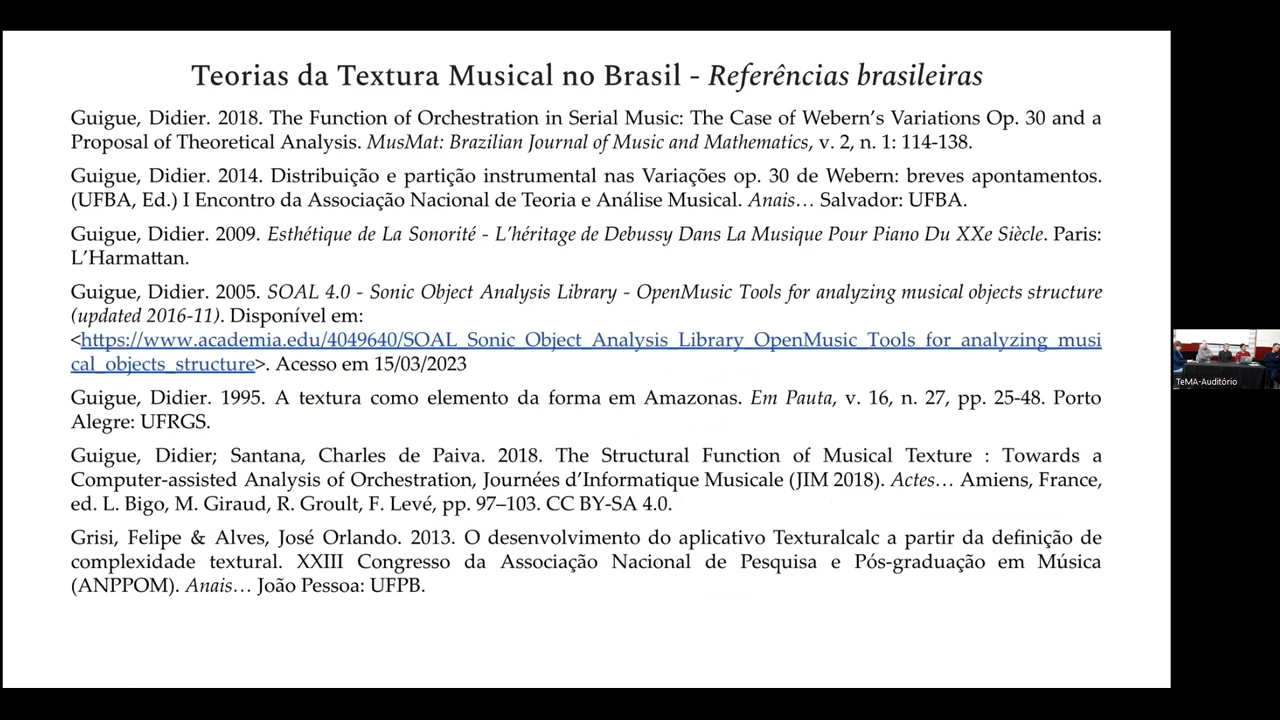 Teorias da Textura Musical no Brasil - Referências brasileiras
Guigue, Didier. 2018. The Function of Orchestration in Serial Music: The Case of Webern's Variations Op. 30 and a
Proposal of Theoretical Analysis. MusMat: Brazilian Journal of Music and Mathematics, v. 2, n. 1: 114-138.
Guigue, Didier. 2014. Distribuição e partição instrumental nas Variações op. 30 de Webern: breves apontamentos.
(UFBA, Ed.) I Encontro da Associação Nacional de Teoria e Análise Musical. Anais… Salvador: UFBA.
Guigue, Didier. 2009. Esthétique de La Sonorité - L'héritage de Debussy Dans La Musique Pour Piano Du XXe Siècle. Paris:
L'Harmattan.
Guigue, Didier. 2005. SOAL 4.0 - Sonic Object Analysis Library - OpenMusic Tools for analyzing musical objects structure
(updated 2016-11). Disponível em:
<https://www.academia.edu/4049640/SOAL_Sonic_Object_Analysis_Library_OpenMusic_Tools_for_analyzing_musi
cal_objects_structure>. Acesso em 15/03/2023
Guigue, Didier. 1995. A textura como elemento da forma em Amazonas. Em Pauta, v. 16, n. 27, pp. 25-48. Porto
Alegre: UFRGS.
Guigue, Didier; Santana, Charles de Paiva. 2018. The Structural Function of Musical Texture : Towards a
Computer-assisted Analysis of Orchestration, Journées d'Informatique Musicale (JIM 2018). Actes… Amiens, France,
ed. L. Bigo, M. Giraud, R. Groult, F. Levé, pp. 97–103. CC BY-SA 4.0.
Grisi, Felipe & Alves, José Orlando. 2013. O desenvolvimento do aplicativo Texturalcalc a partir da definição de
complexidade textural. XXIII Congresso da Associação Nacional de Pesquisa e Pós-graduação em Música
(ANPPOM). Anais… João Pessoa: UFPB.
TeMA-Auditório